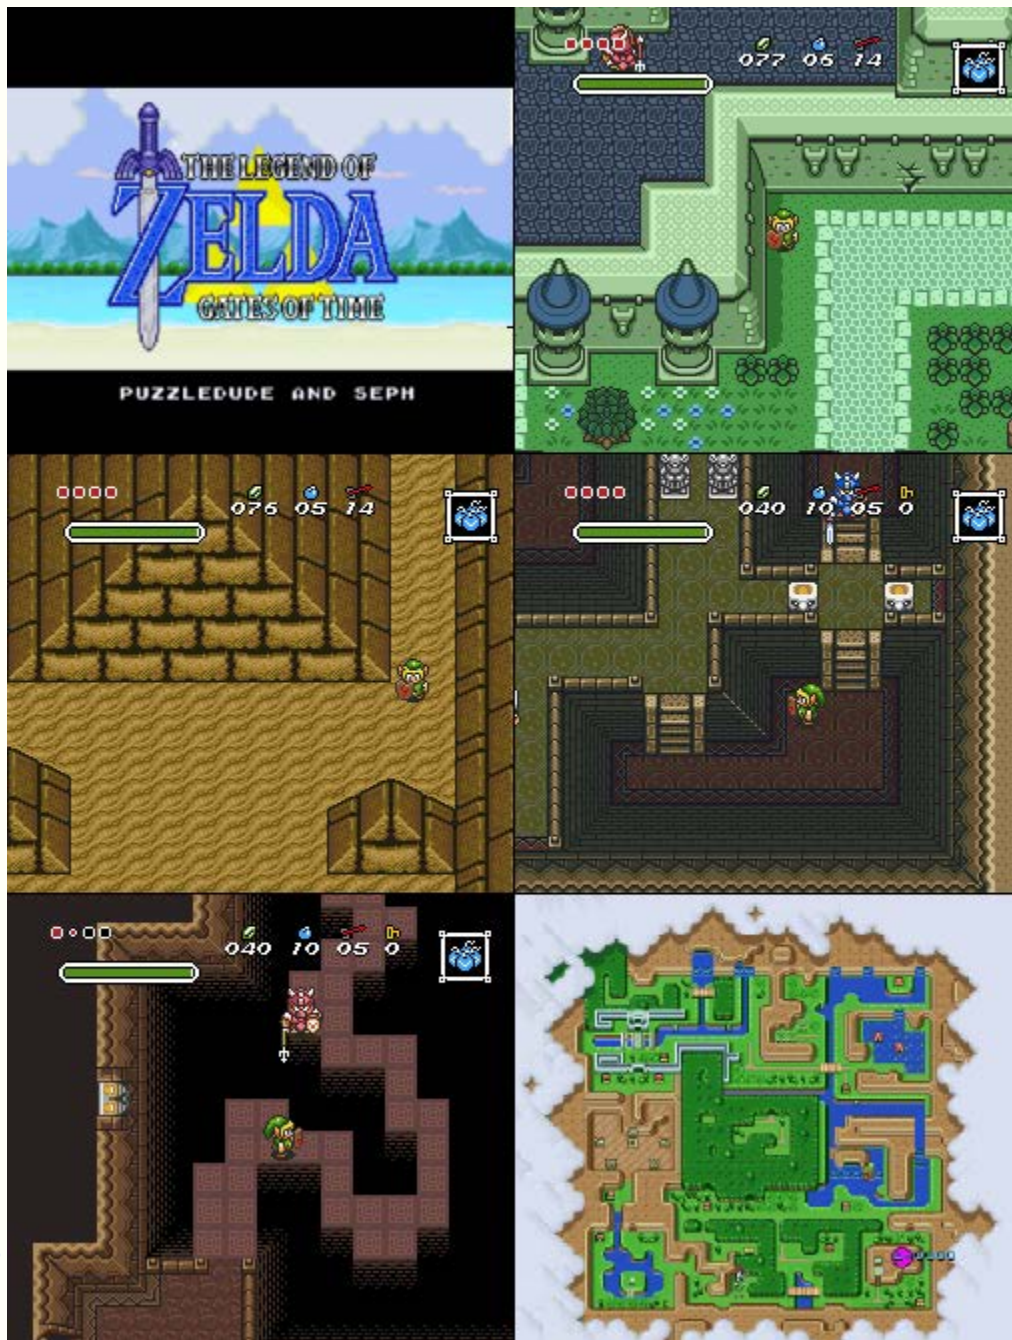 THE LEGEND OF
ZELDA
GATES OF TIME
PUZZLEDUDE AND SEPH
077 06 14
076 05 14
040 10 05 0
040 10 05 0